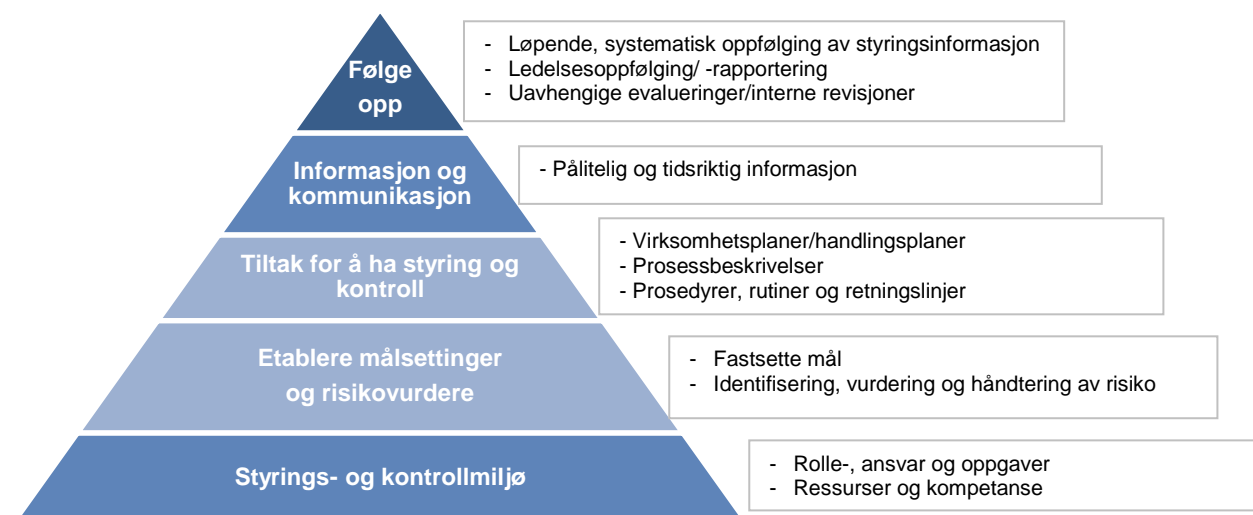 Følge
opp
- Løpende, systematisk oppfølging av styringsinformasjon
- Ledelsesoppfølging/ -rapportering
- Uavhengige evalueringer/interne revisjoner
Informasjon og
kommunikasjon
- Pålitelig og tidsriktig informasjon
Tiltak for å ha styring og
kontroll
- Virksomhetsplaner/handlingsplaner
- Prosessbeskrivelser
- Prosedyrer, rutiner og retningslinjer
Etablere målsettinger
og risikovurdere
- Fastsette mål
- Identifisering, vurdering og håndtering av risiko
Styrings- og kontrollmiljø
- Rolle-, ansvar og oppgaver
- Ressurser og kompetanse